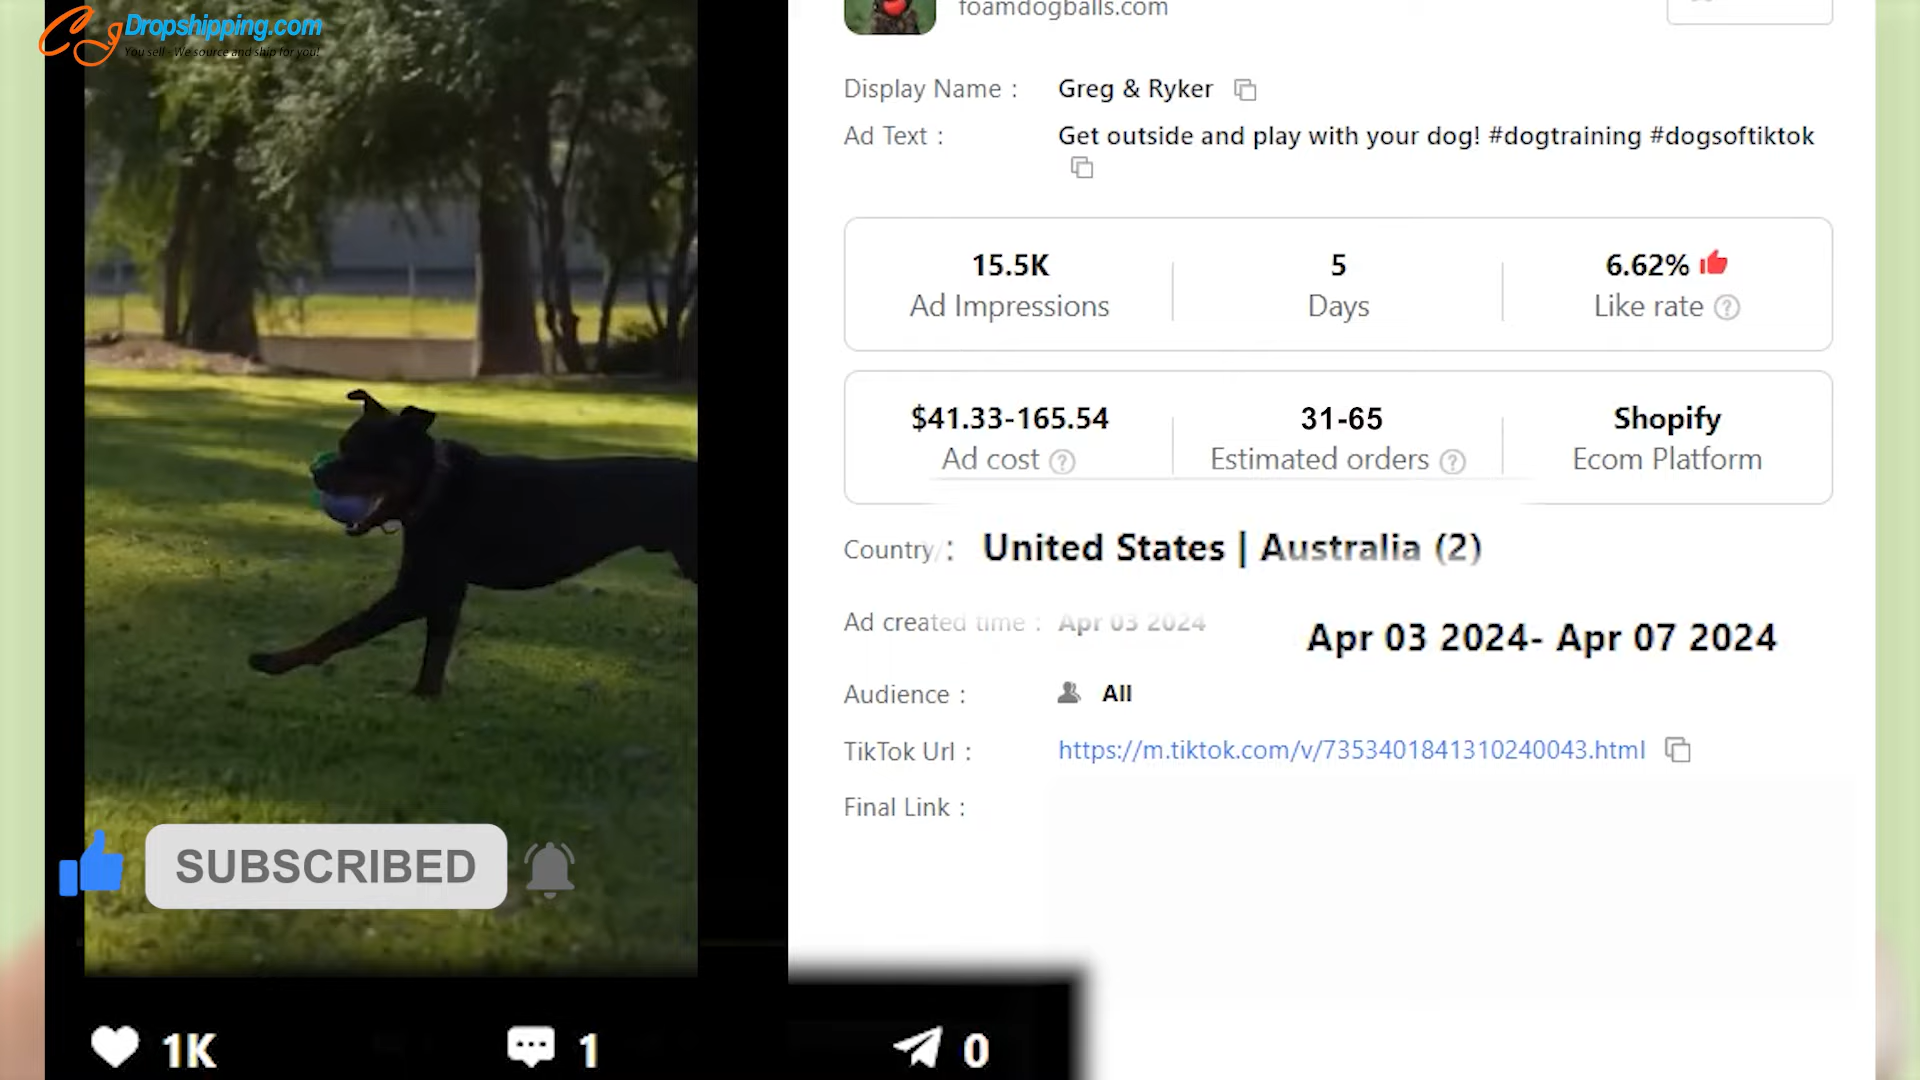 CJDropshipping.com
You sell - We source and ship for you!
foamdogballs.com
Display Name : Greg & Ryker
Ad Text : Get outside and play with your dog! #dogtraining #dogsoftiktok
15.5K 5 6.62%
Ad Impressions Days Like rate ?
$41.33-165.54 31-65 Shopify
Ad cost ? Estimated orders ? Ecom Platform
Country : United States | Australia (2)
Ad created time : Apr 03 2024
Apr 03 2024- Apr 07 2024
Audience : All
TikTok Url : https://m.tiktok.com/v/7353401841310240043.html
Final Link :
SUBSCRIBED
1K 1 0